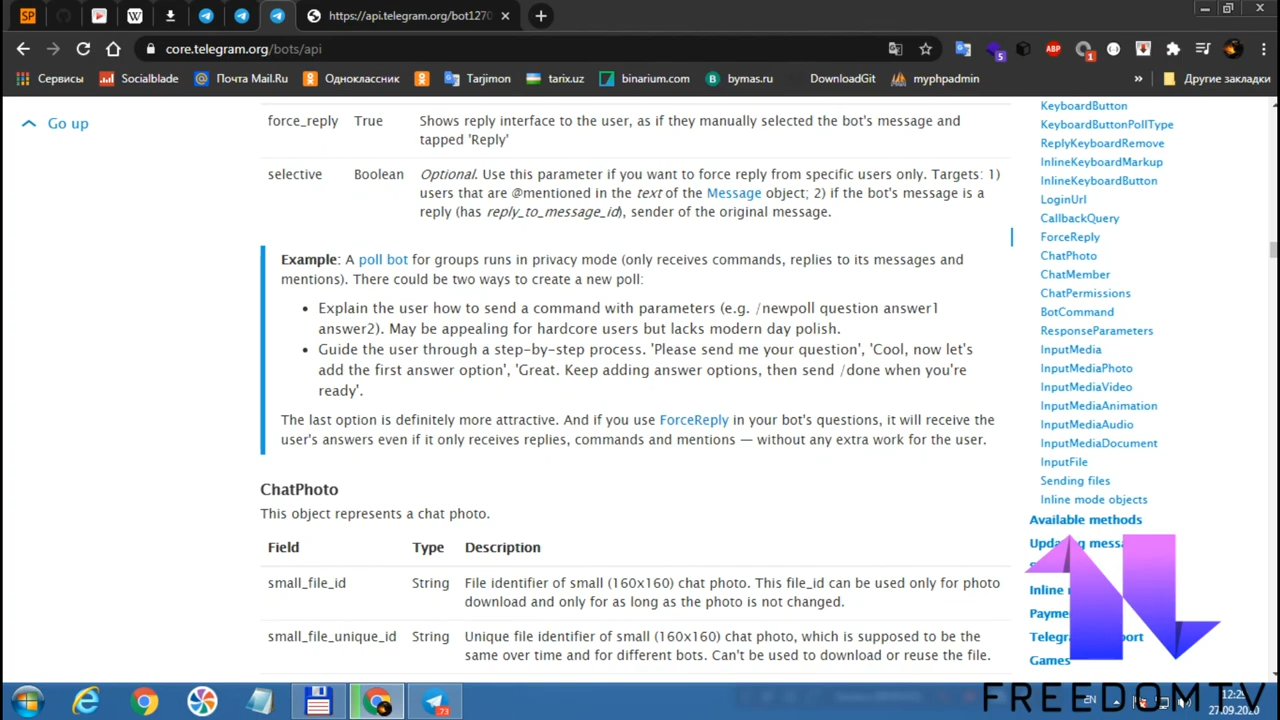 https://api.telegram.org/bot1270
core.telegram.org/bots/api
5
ABP
1
Сервисы
Socialblade
Почта Mail.Ru
Одноклассник
Tarjimon
tarix.uz
binarium.com
bymas.ru
DownloadGit
myphpadmin
»
Другие закладки
Go up
force_reply True Shows reply interface to the user, as if they manually selected the bot's message and
tapped 'Reply'
selective Boolean Optional. Use this parameter if you want to force reply from specific users only. Targets: 1)
users that are @mentioned in the text of the Message object; 2) if the bot's message is a
reply (has reply_to_message_id), sender of the original message.
Example: A poll bot for groups runs in privacy mode (only receives commands, replies to its messages and
mentions). There could be two ways to create a new poll:
• Explain the user how to send a command with parameters (e.g. /newpoll question answer1
answer2). May be appealing for hardcore users but lacks modern day polish.
• Guide the user through a step-by-step process. 'Please send me your question', 'Cool, now let's
add the first answer option', 'Great. Keep adding answer options, then send /done when you're
ready'.
The last option is definitely more attractive. And if you use ForceReply in your bot's questions, it will receive
the user's answers even if it only receives replies, commands and mentions — without any extra work for the user.
ChatPhoto
This object represents a chat photo.
Field Type Description
small_file_id String File identifier of small (160x160) chat photo. This file_id can be used only for photo
download and only for as long as the photo is not changed.
small_file_unique_id String Unique file identifier of small (160x160) chat photo, which is supposed to be the
same over time and for different bots. Can't be used to download or reuse the file.
KeyboardButton
KeyboardButtonPollType
ReplyKeyboardRemove
InlineKeyboardMarkup
InlineKeyboardButton
LoginUrl
CallbackQuery
ForceReply
ChatPhoto
ChatMember
ChatPermissions
BotCommand
ResponseParameters
InputMedia
InputMediaPhoto
InputMediaVideo
InputMediaAnimation
InputMediaAudio
InputMediaDocument
InputFile
Sending files
Inline mode objects
Available methods
Inline
Games
73
EN
27.09.2020
FREEDOMTV